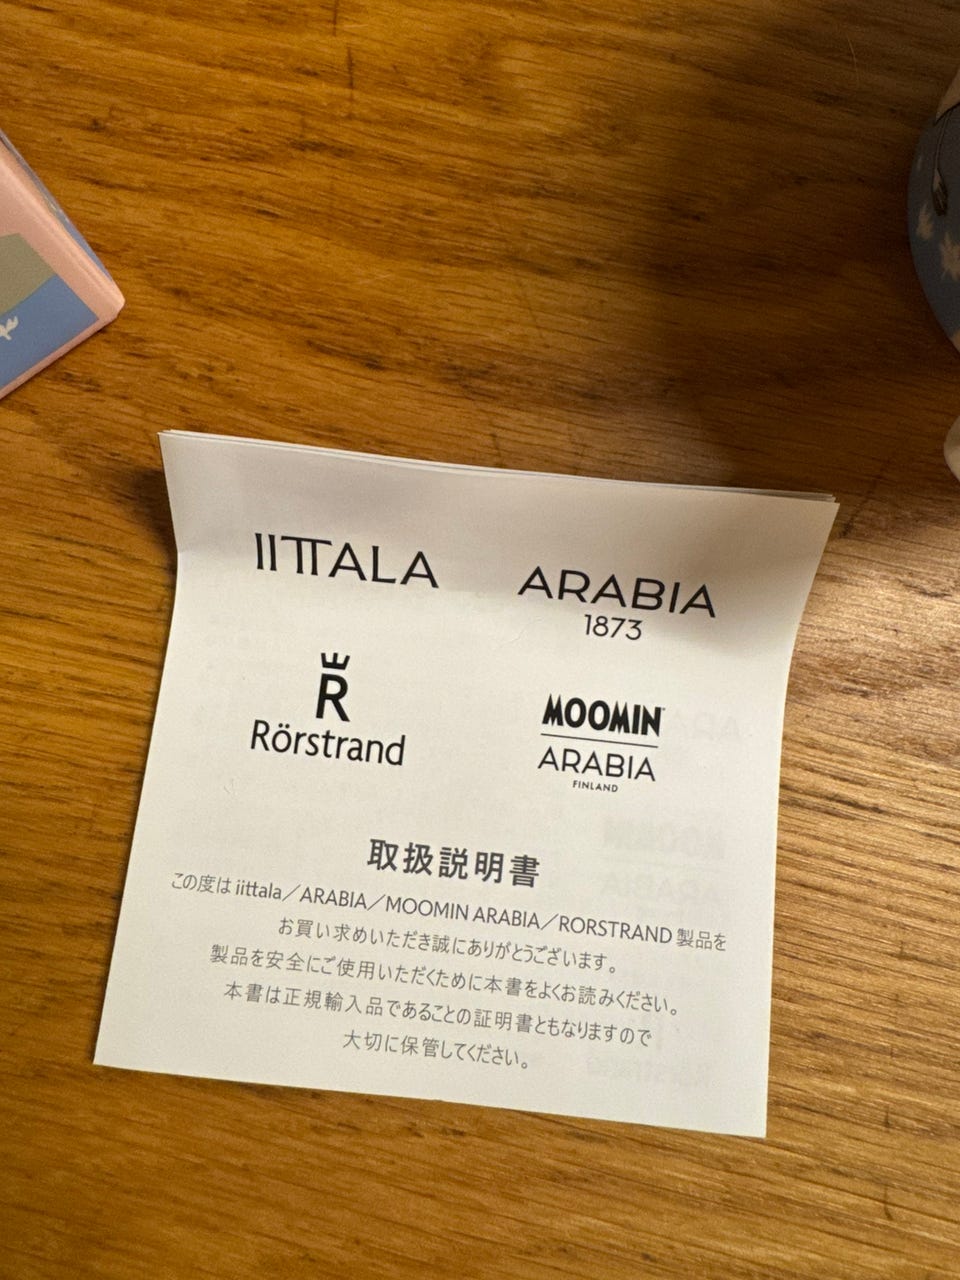 IITTALA
ARABIA
1873
R
Rörstrand
MOOMIN
ARABIA
FINLAND
取扱説明書
この度は iittala／ARABIA／MOOMIN ARABIA／RORSTRAND 製品を
お買い求めいただき誠にありがとうございます。
製品を安全にご使用いただくために本書をよくお読みください。
本書は正規輸入品であることの証明書ともなりますので
大切に保管してください。